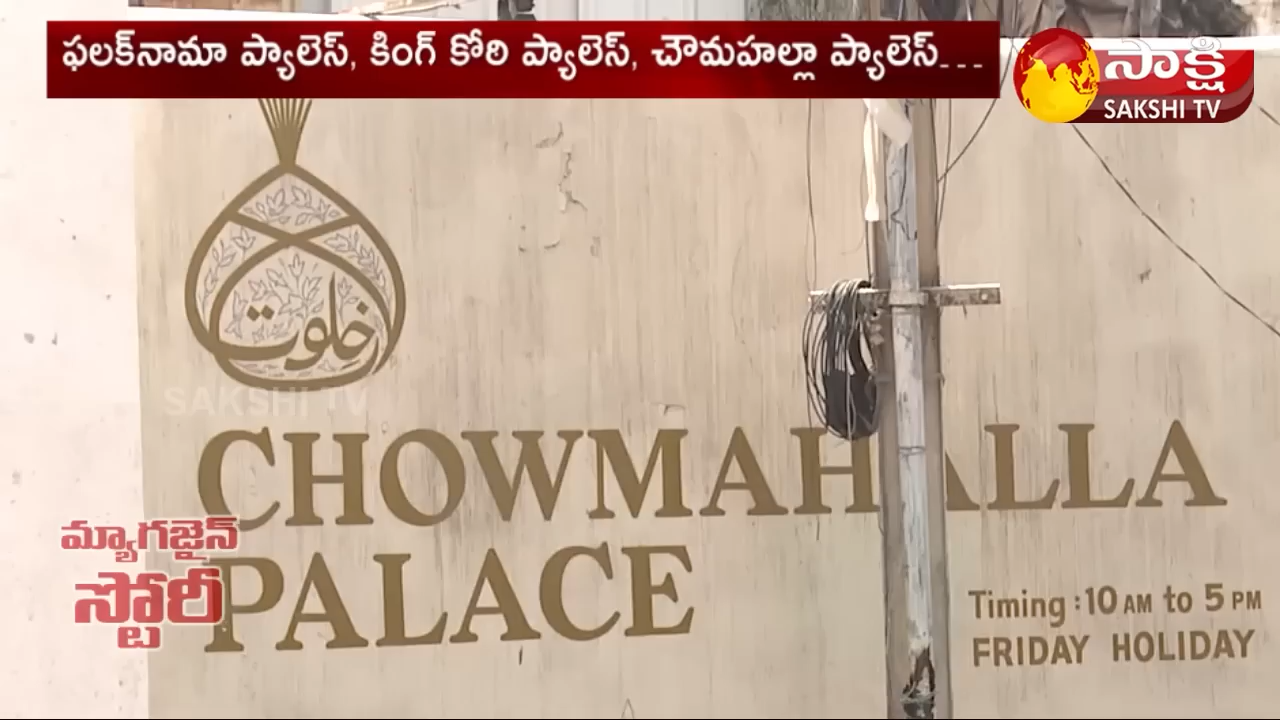 ఫలక్‌నామా ప్యాలెస్, కింగ్ కోఠి ప్యాలెస్, చౌమహల్లా ప్యాలెస్...
సాక్షి
SAKSHI TV
خلوت
SAKSHI TV
CHOWMAHALLA
PALACE
మ్యాగజైన్
స్టోరీ
Timing : 10 AM to 5 PM
FRIDAY HOLIDAY